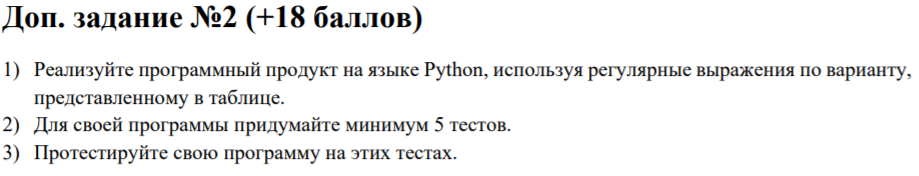 Доп. задание №2 (+18 баллов)
1) Реализуйте программный продукт на языке Python, используя регулярные выражения по варианту,
представленному в таблице.
2) Для своей программы придумайте минимум 5 тестов.
3) Протестируйте свою программу на этих тестах.